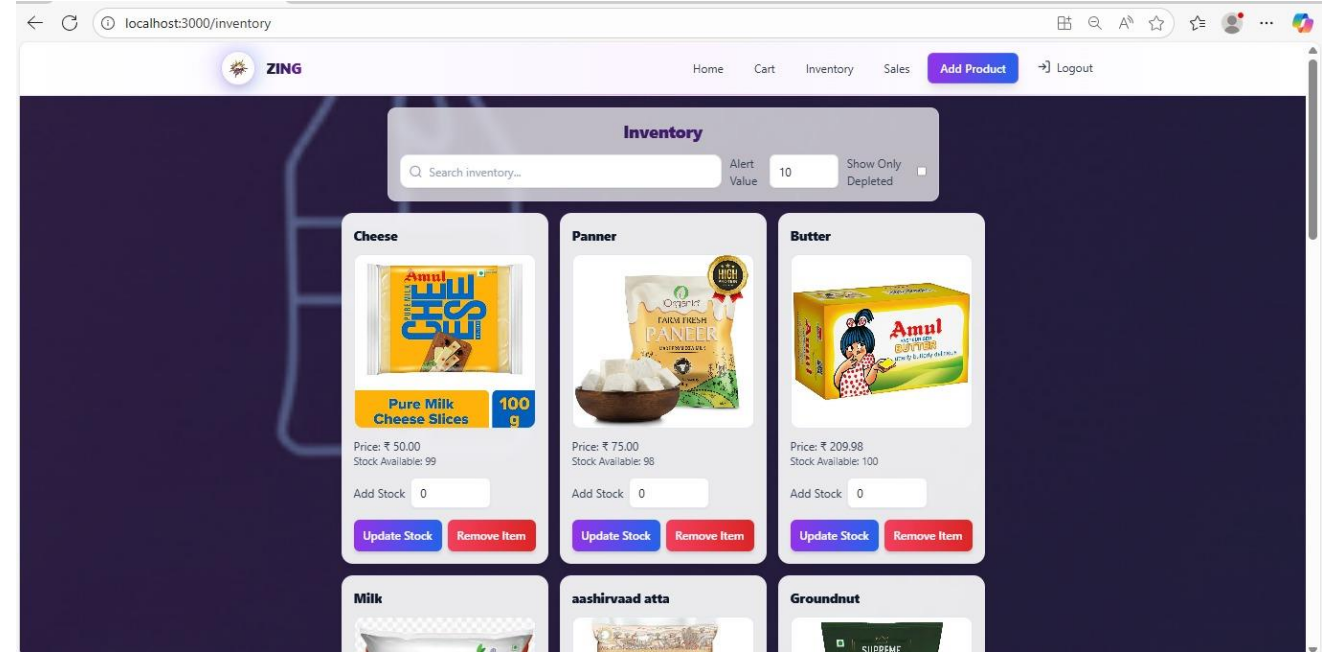 localhost:3000/inventory
ZING
Home Cart Inventory Sales Add Product Logout
Inventory
Search inventory...
Alert Value
10
Show Only Depleted
Cheese
Amul
PURE MILK
CHEESE
Pure Milk
Cheese Slices
100 g
Price: ₹ 50.00
Stock Available: 99
Add Stock 0
Update Stock Remove Item
Panner
HIGH
PROTEIN
FARM FRESH
PANEER
Price: ₹ 75.00
Stock Available: 98
Add Stock 0
Update Stock Remove Item
Butter
Amul
BUTTER
Amul
Price: ₹ 209.98
Stock Available: 100
Add Stock 0
Update Stock Remove Item
Milk
aashirvaad atta
Groundnut
SUPREME